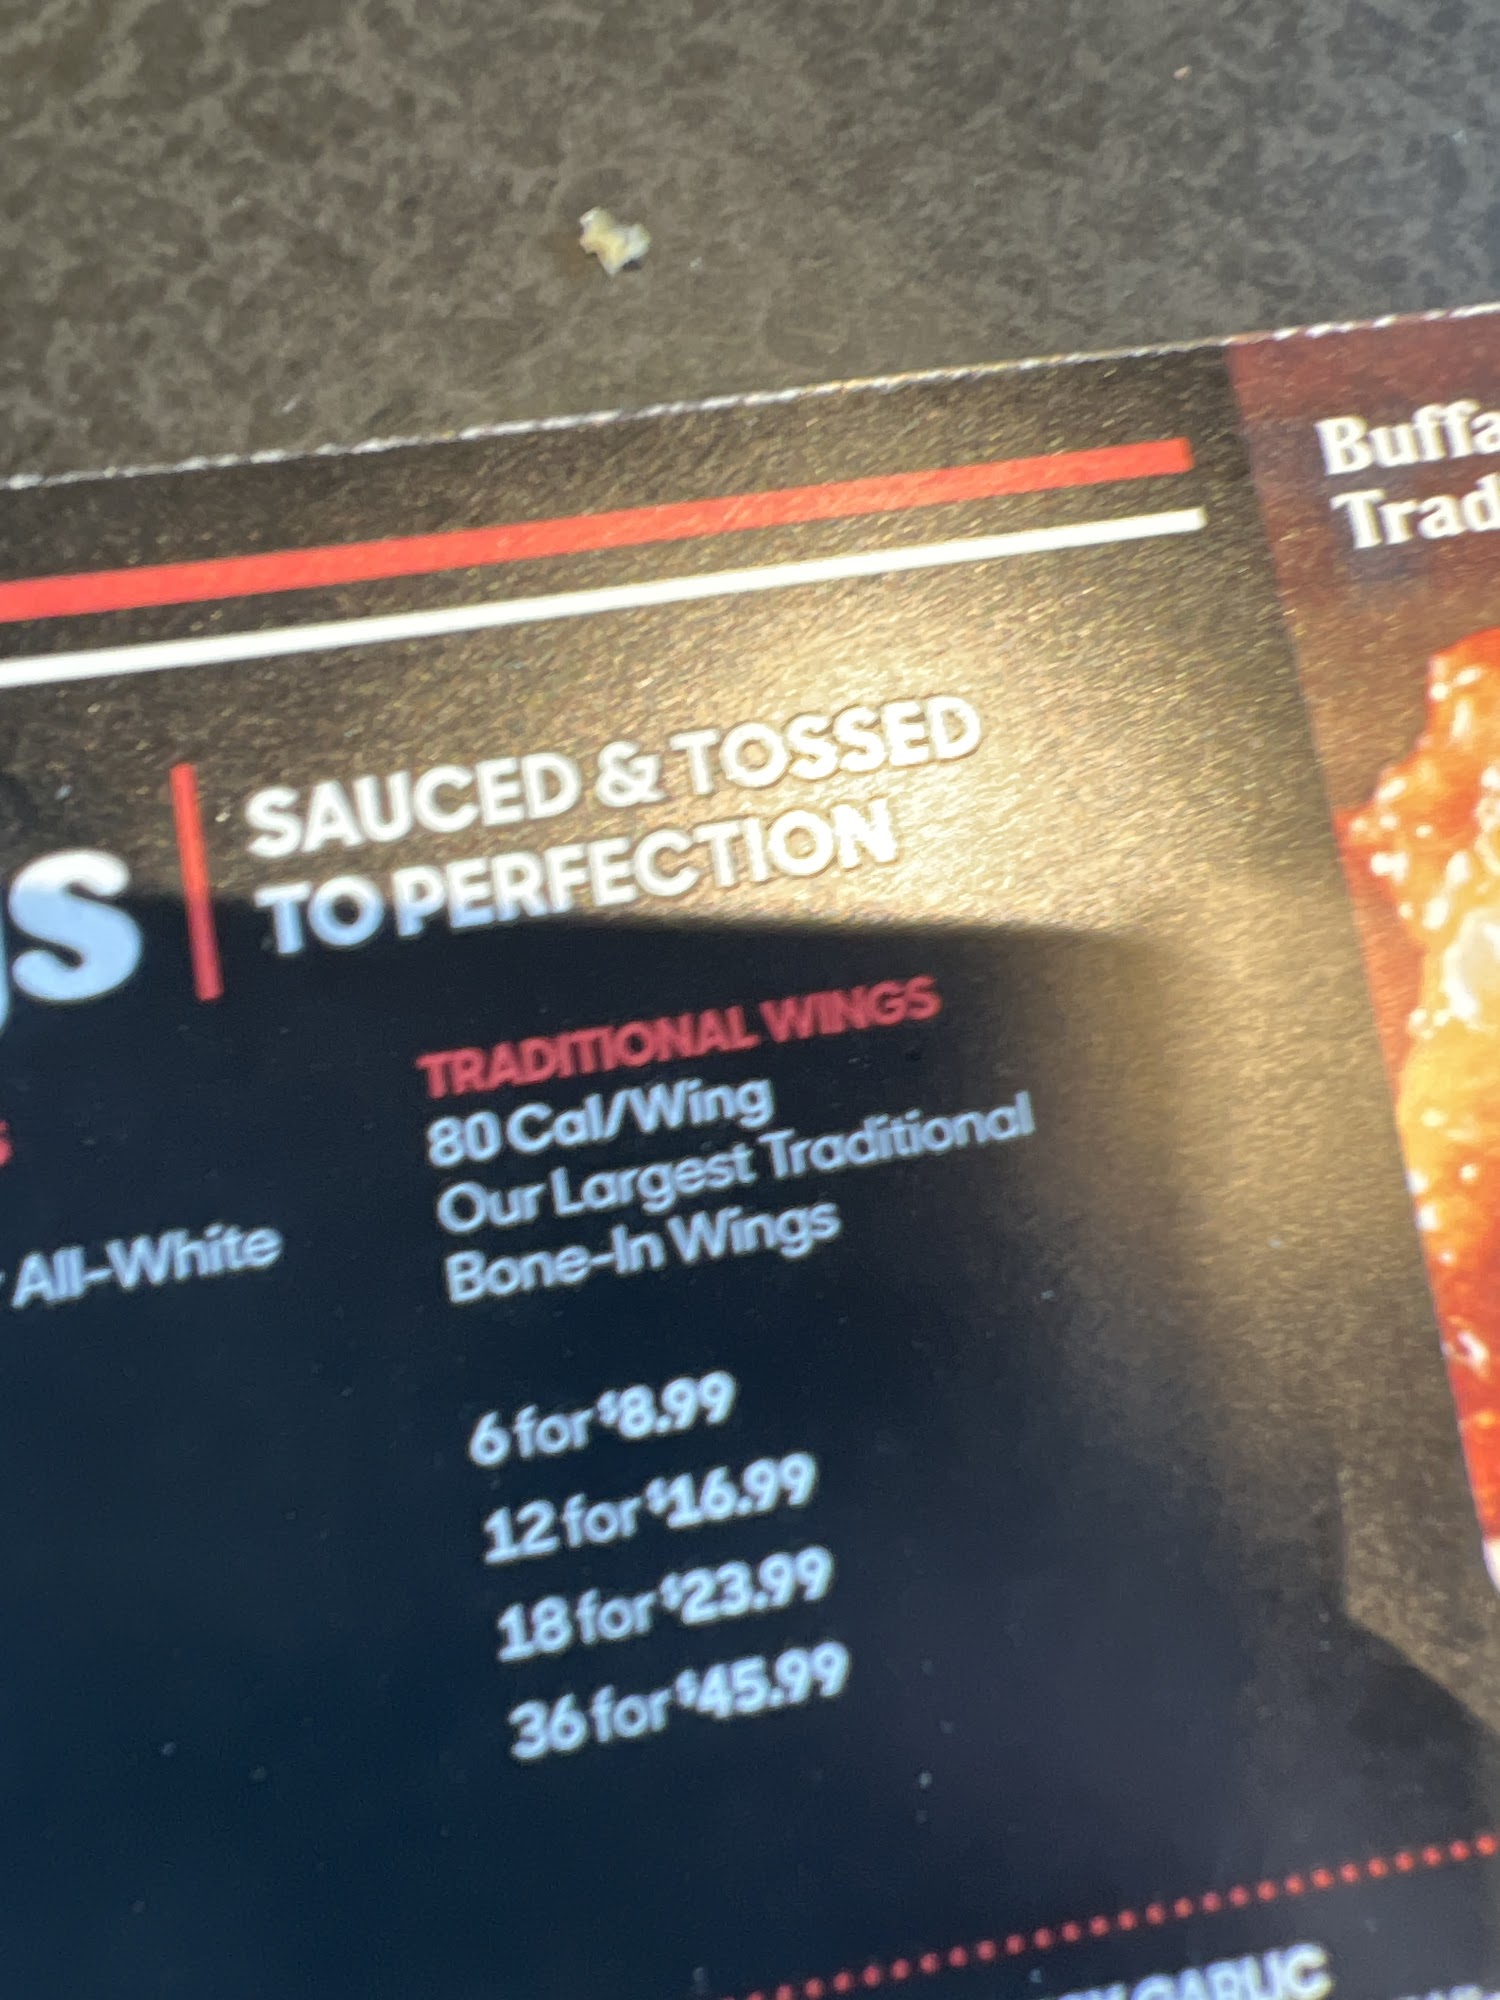 Buffa
Trad
SAUCED & TOSSED
TO PERFECTION
TRADITIONAL WINGS
80 Cal/Wing
Our Largest Traditional
Bone-In Wings
All-White
6 for $8.99
12 for $16.99
18 for $23.99
36 for $45.99
GARLIC